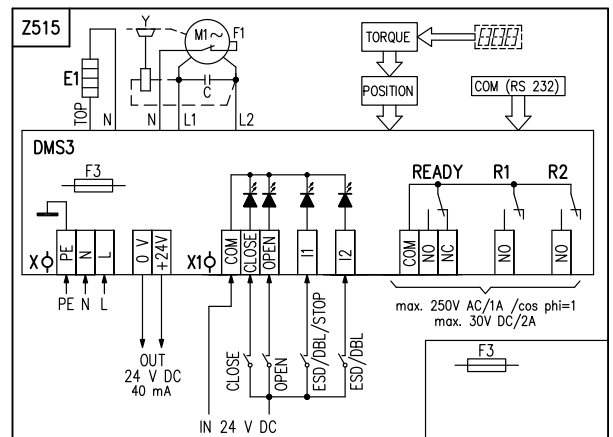 Z515
Y
M1~
F1
E1
C
TOP
N
N
L1
L2
TORQUE
POSITION
COM (RS 232)
DMS3
F3
READY
R1
R2
X
PE
N
L
0 V
+24V
X1
COM
CLOSE
OPEN
I1
I2
COM
NO
NC
NO
NO
PE N L
OUT
24 V DC
40 mA
CLOSE
OPEN
ESD/DBL/STOP
ESD/DBL
IN 24 V DC
max. 250V AC/1A /cos phi=1
max. 30V DC/2A
F3